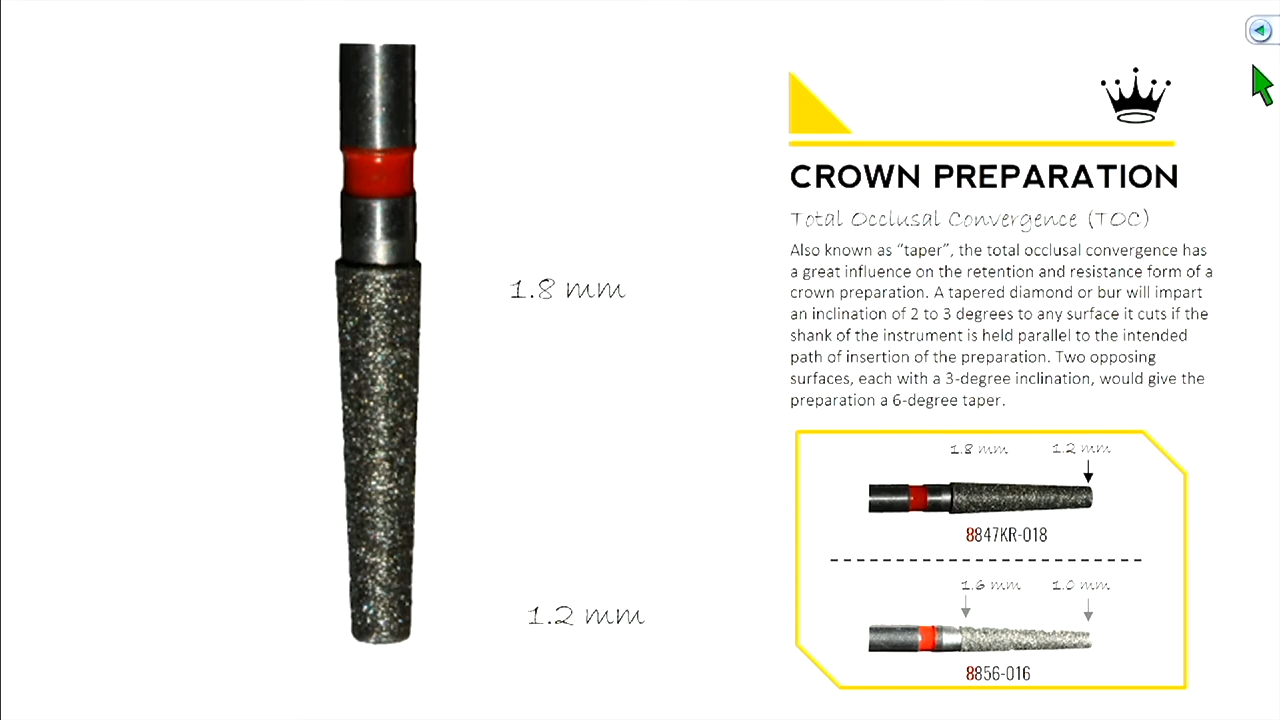 1.8 mm
1.2 mm
CROWN PREPARATION
Total Occlusal Convergence (TOC)
Also known as “taper”, the total occlusal convergence has
a great influence on the retention and resistance form of a
crown preparation. A tapered diamond or bur will impart
an inclination of 2 to 3 degrees to any surface it cuts if the
shank of the instrument is held parallel to the intended
path of insertion of the preparation. Two opposing
surfaces, each with a 3-degree inclination, would give the
preparation a 6-degree taper.
1.8 mm 1.2 mm
8847KR-018
1.6 mm 1.0 mm
8856-016